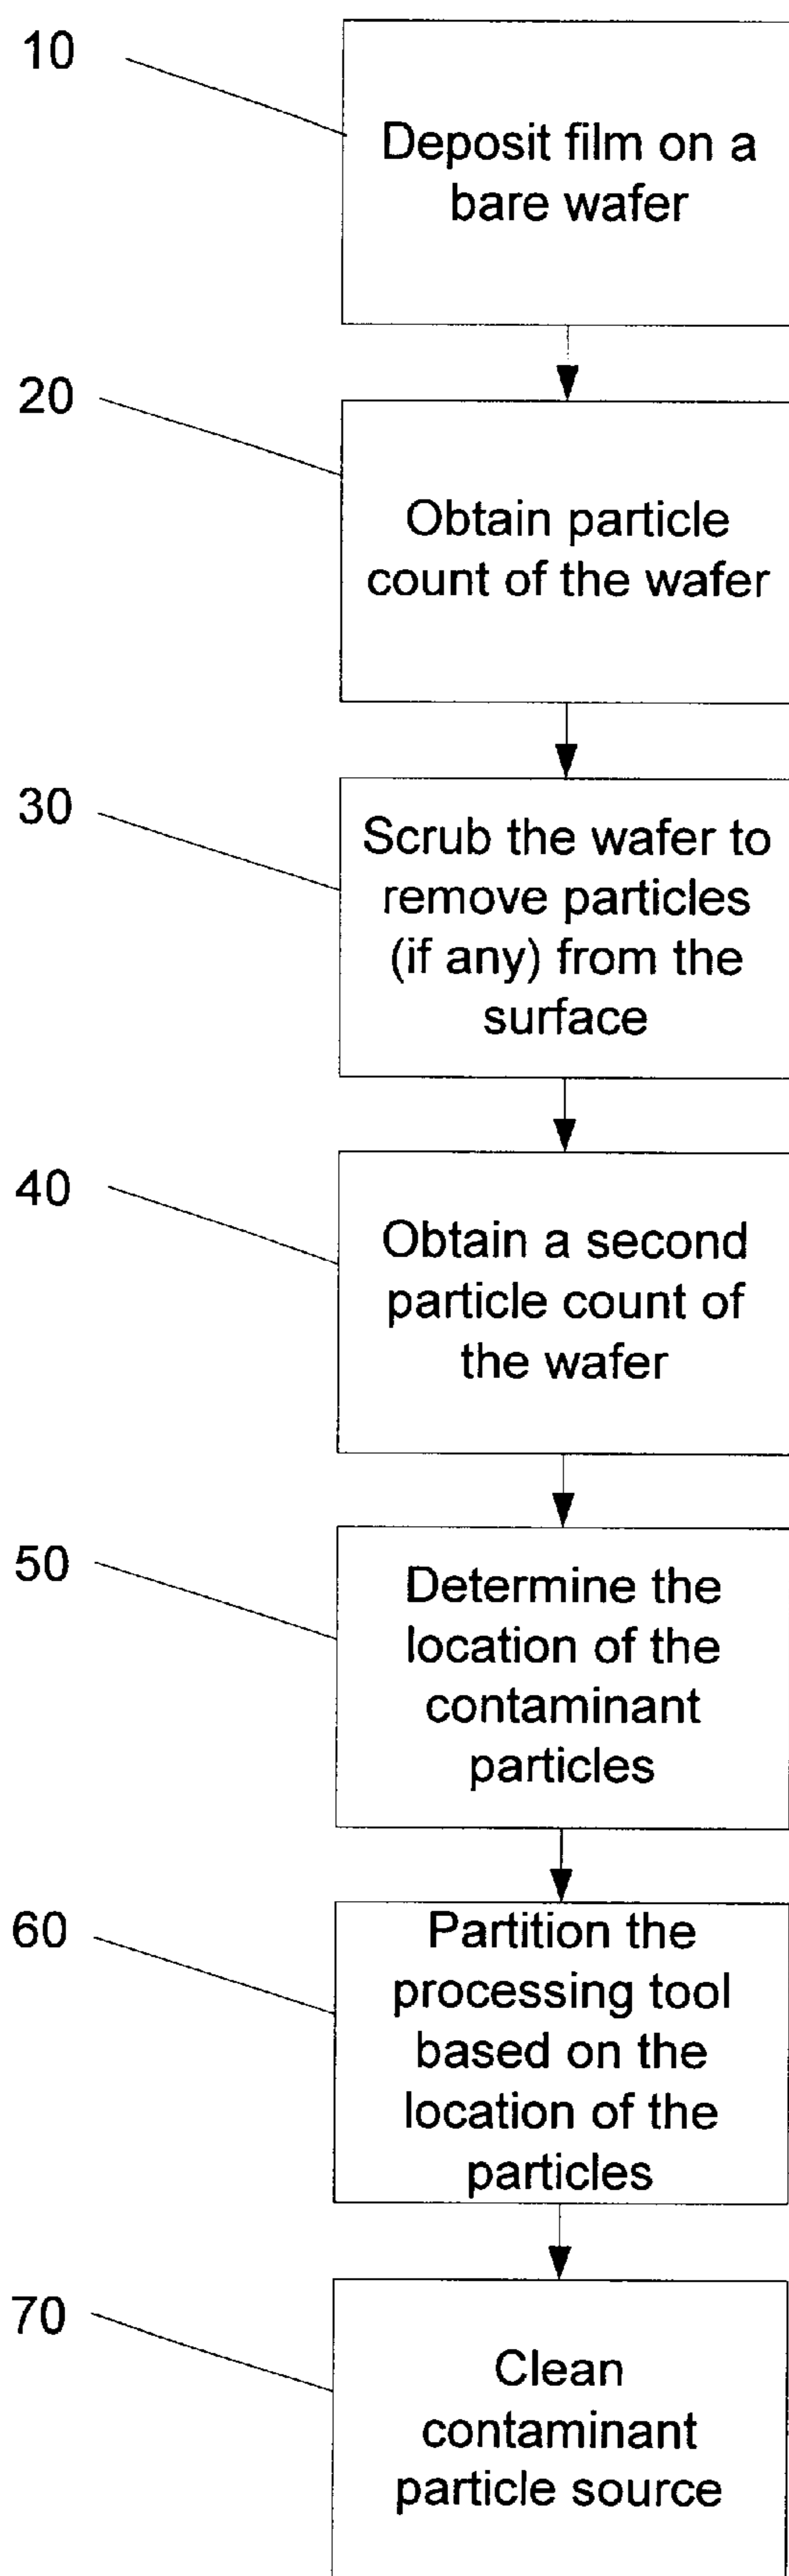 10
Deposit film on a
bare wafer
20
Obtain particle
count of the wafer
30
Scrub the wafer to
remove particles
(if any) from the
surface
40
Obtain a second
particle count of
the wafer
50
Determine the
location of the
contaminant
particles
60
Partition the
processing tool
based on the
location of the
particles
70
Clean
contaminant
particle source